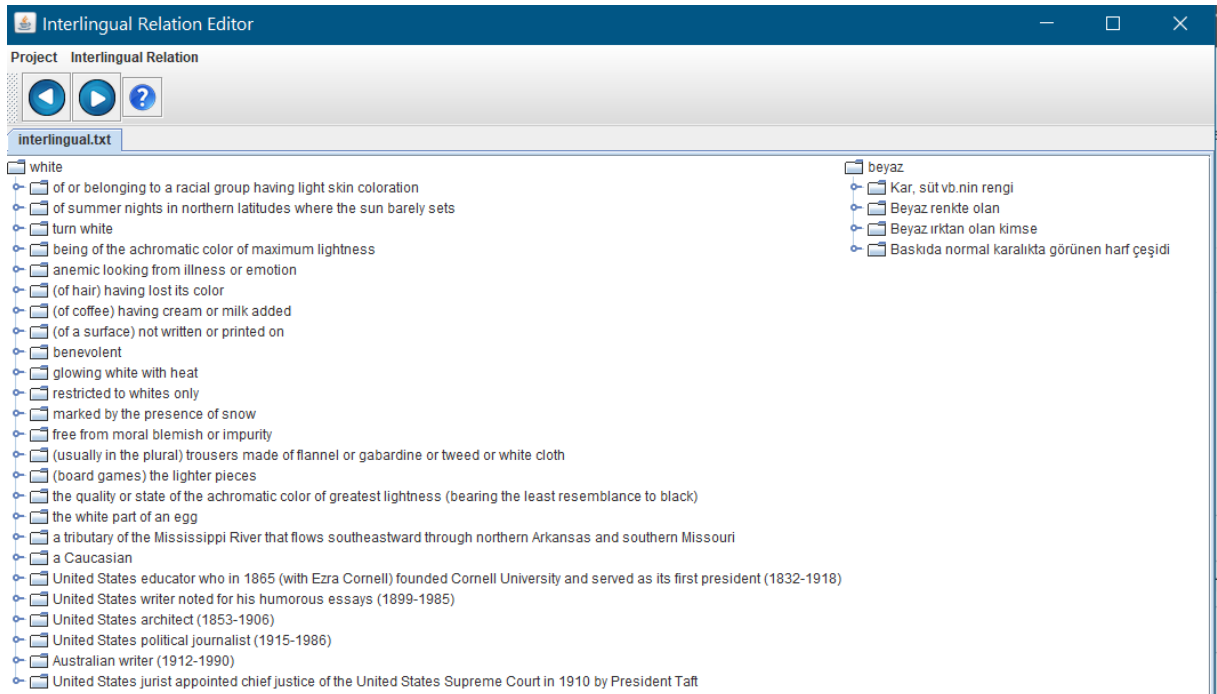 Interlingual Relation Editor
Project Interlingual Relation
?
interlingual.txt
white
of or belonging to a racial group having light skin coloration
of summer nights in northern latitudes where the sun barely sets
turn white
being of the achromatic color of maximum lightness
anemic looking from illness or emotion
(of hair) having lost its color
(of coffee) having cream or milk added
(of a surface) not written or printed on
benevolent
glowing white with heat
restricted to whites only
marked by the presence of snow
free from moral blemish or impurity
(usually in the plural) trousers made of flannel or gabardine or tweed or white cloth
(board games) the lighter pieces
the quality or state of the achromatic color of greatest lightness (bearing the least resemblance to black)
the white part of an egg
a tributary of the Mississippi River that flows southeastward through northern Arkansas and southern Missouri
a Caucasian
United States educator who in 1865 (with Ezra Cornell) founded Cornell University and served as its first president (1832-1918)
United States writer noted for his humorous essays (1899-1985)
United States architect (1853-1906)
United States political journalist (1915-1986)
Australian writer (1912-1990)
United States jurist appointed chief justice of the United States Supreme Court in 1910 by President Taft
beyaz
Kar, süt vb.nin rengi
Beyaz renkte olan
Beyaz ırktan olan kimse
Baskıda normal karalıkta görünen harf çeşidi